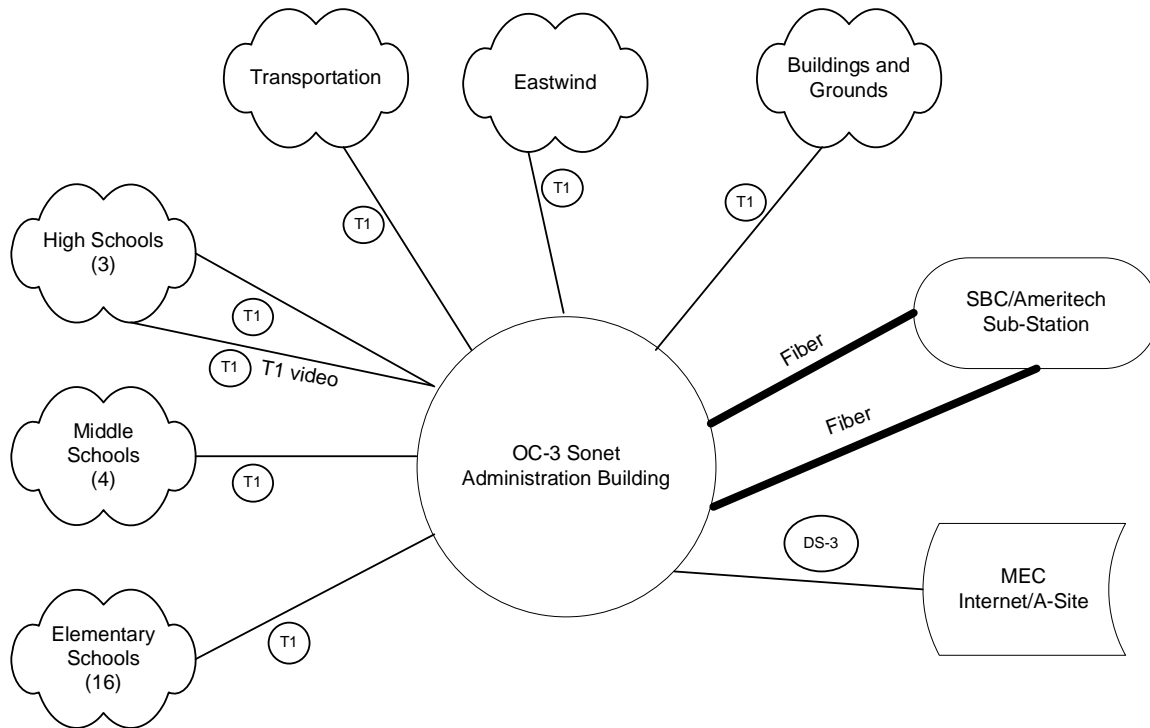 Transportation
Eastwind
Buildings and
Grounds
T1
T1
T1
High Schools
(3)
T1
T1
T1 video
SBC/Ameritech
Sub-Station
Fiber
Fiber
Middle
Schools
(4)
T1
OC-3 Sonet
Administration Building
DS-3
MEC
Internet/A-Site
Elementary
Schools
(16)
T1